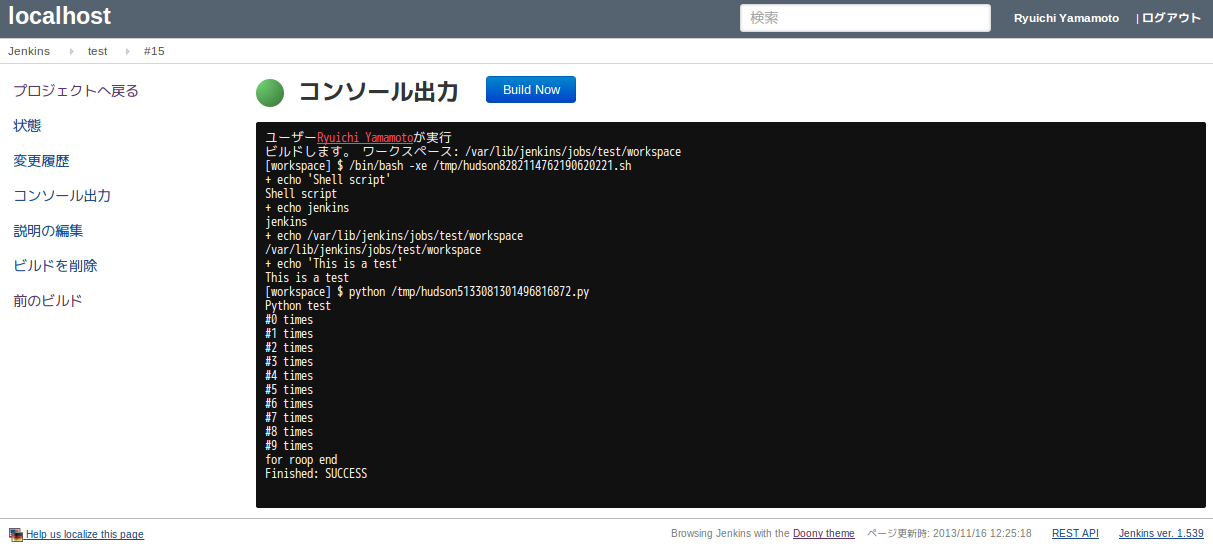 localhost
検索
Ryuichi Yamamoto
| ログアウト
Jenkins
test
#15
プロジェクトへ戻る
状態
変更履歴
コンソール出力
説明の編集
ビルドを削除
前のビルド
コンソール出力
Build Now
ユーザーRyuichi Yamamotoが実行
ビルドします。 ワークスペース: /var/lib/jenkins/jobs/test/workspace
[workspace] $ /bin/bash -xe /tmp/hudson8282114762190620221.sh
+ echo 'Shell script'
Shell script
+ echo jenkins
jenkins
+ echo /var/lib/jenkins/jobs/test/workspace
/var/lib/jenkins/jobs/test/workspace
+ echo 'This is a test'
This is a test
[workspace] $ python /tmp/hudson5133081301496816872.py
Python test
#0 times
#1 times
#2 times
#3 times
#4 times
#5 times
#6 times
#7 times
#8 times
#9 times
for roop end
Finished: SUCCESS
Help us localize this page
Browsing Jenkins with the Doony theme
ページ更新時: 2013/11/16 12:25:18
REST API
Jenkins ver. 1.539